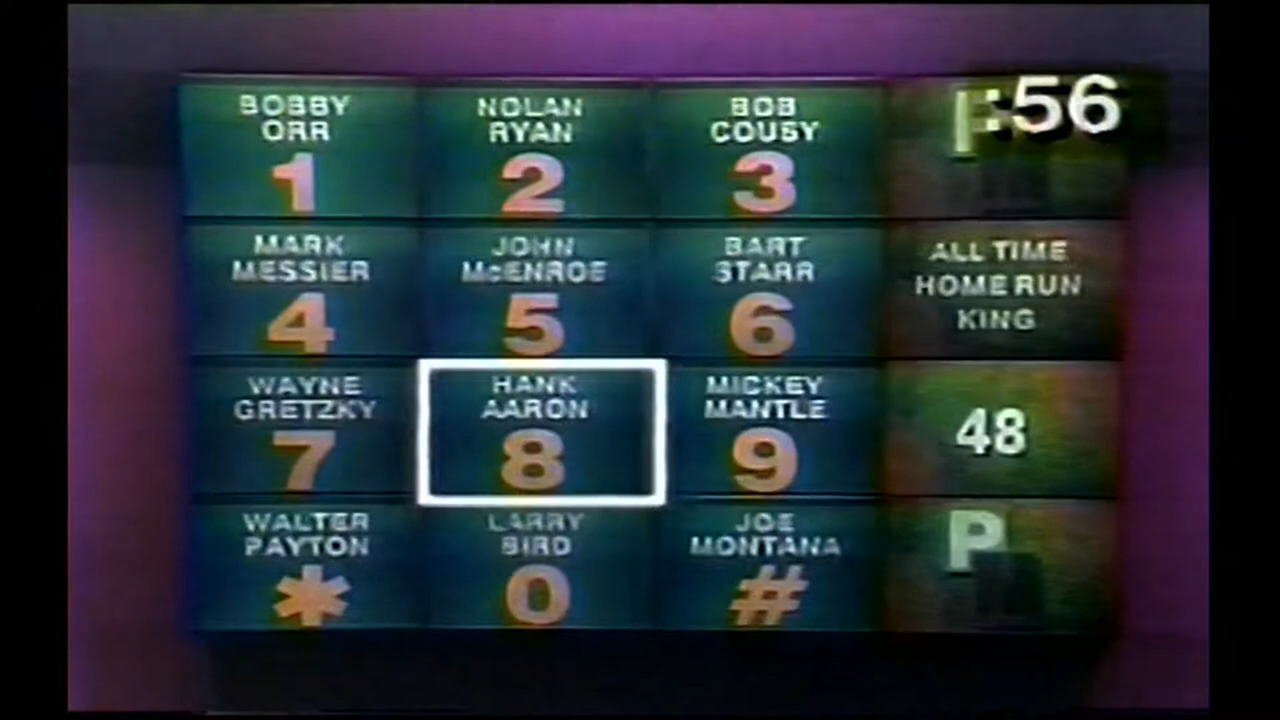 BOBBY
ORR
1
NOLAN
RYAN
2
BOB
COUSY
3
:56
MARK
MESSIER
4
JOHN
McENROE
5
BART
STARR
6
ALL TIME
HOME RUN
KING
WAYNE
GRETZKY
7
HANK
AARON
8
MICKEY
MANTLE
9
48
WALTER
PAYTON
*
LARRY
BIRD
0
JOE
MONTANA
#
P